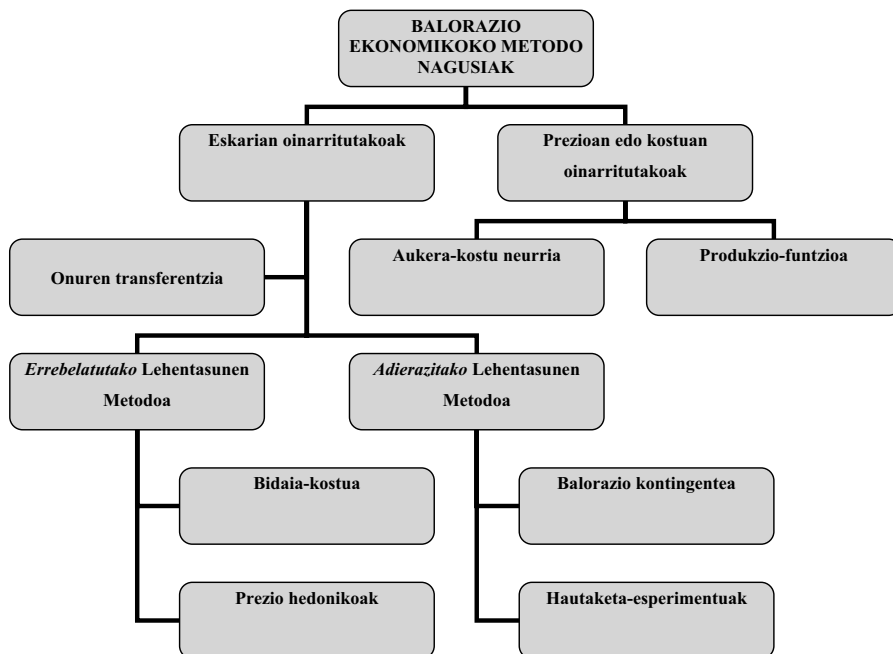 BALORAZIO
EKONOMIKOKO METODO
NAGUSIAK
Eskarian oinarritutakoak
Prezioan edo kostuan
oinarritutakoak
Onuren transferentzia
Aukera-kostu neurria
Produkzio-funtzioa
Errebelatutako Lehentasunen
Metodoa
Adierazitako Lehentasunen
Metodoa
Bidaia-kostua
Balorazio kontingentea
Prezio hedonikoak
Hautaketa-esperimentuak